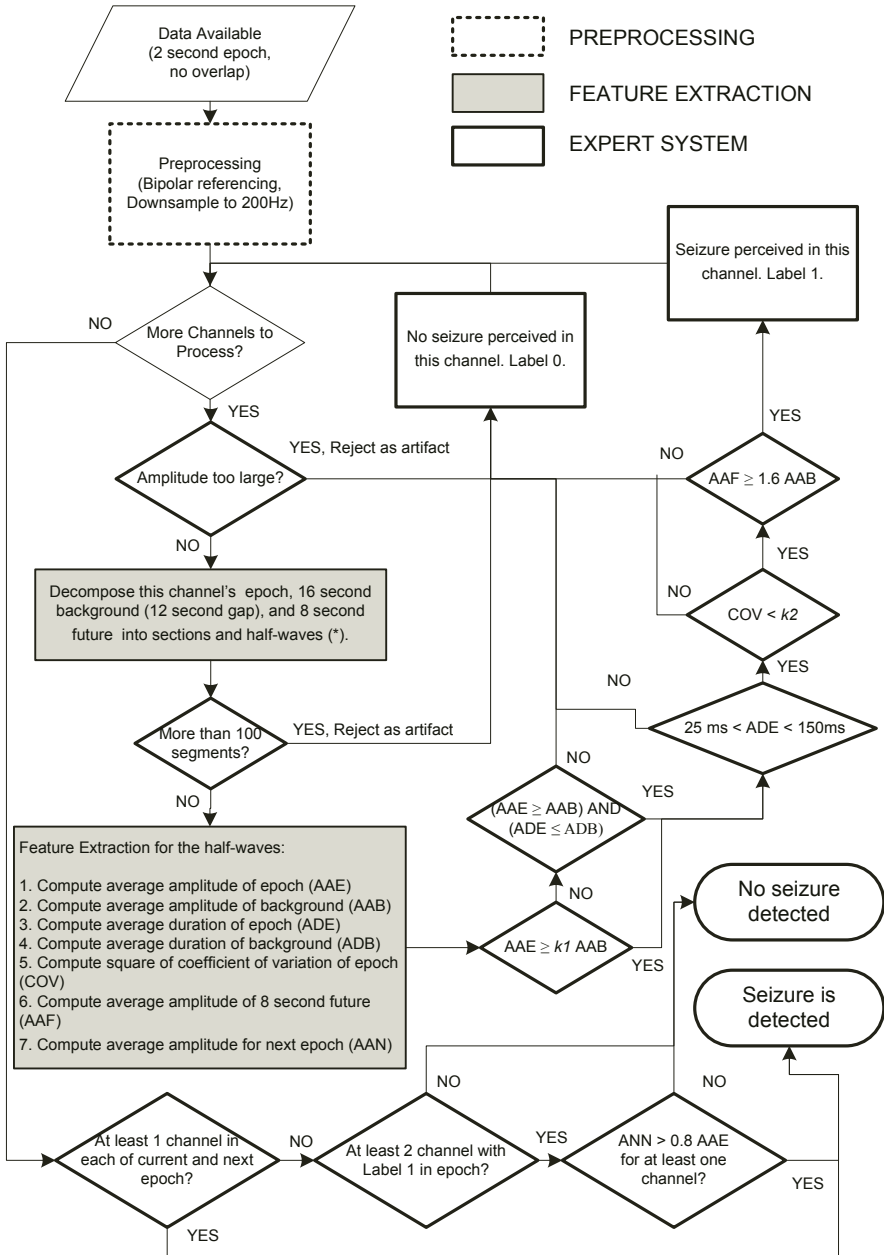 Data Available
(2 second epoch,
no overlap)
PREPROCESSING
FEATURE EXTRACTION
EXPERT SYSTEM
Preprocessing
(Bipolar referencing,
Downsample to 200Hz)
Seizure perceived in this
channel. Label 1.
No seizure perceived in
this channel. Label 0.
NO
More Channels to
Process?
YES
YES
YES, Reject as artifact
NO
Amplitude too large?
AAF ≥ 1.6 AAB
NO
YES
Decompose this channel's epoch, 16 second
background (12 second gap), and 8 second
future into sections and half-waves (*).
NO
COV < k2
YES
NO
More than 100
segments?
YES, Reject as artifact
25 ms < ADE < 150ms
NO
NO
(AAE ≥ AAB) AND
(ADE ≤ ADB)
YES
Feature Extraction for the half-waves:
1. Compute average amplitude of epoch (AAE)
2. Compute average amplitude of background (AAB)
3. Compute average duration of epoch (ADE)
4. Compute average duration of background (ADB)
5. Compute square of coefficient of variation of epoch
(COV)
6. Compute average amplitude of 8 second future
(AAF)
7. Compute average amplitude for next epoch (AAN)
NO
AAE ≥ k1 AAB
YES
No seizure
detected
Seizure is
detected
NO
NO
At least 1 channel in
each of current and next
epoch?
NO
At least 2 channel with
Label 1 in epoch?
YES
ANN > 0.8 AAE
for at least one
channel?
YES
YES